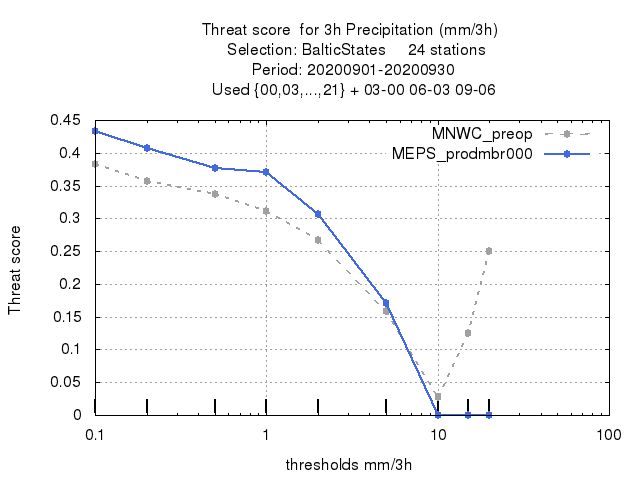 Threat score  for 3h Precipitation (mm/3h)
Selection: BalticStates     24 stations
Period: 20200901-20200930
Used {00,03,...,21} + 03-00 06-03 09-06
MNWC_preop
MEPS_prodmbr000
Threat score
0.45
0.4
0.35
0.3
0.25
0.2
0.15
0.1
0.05
0
0.1
1
10
100
thresholds mm/3h